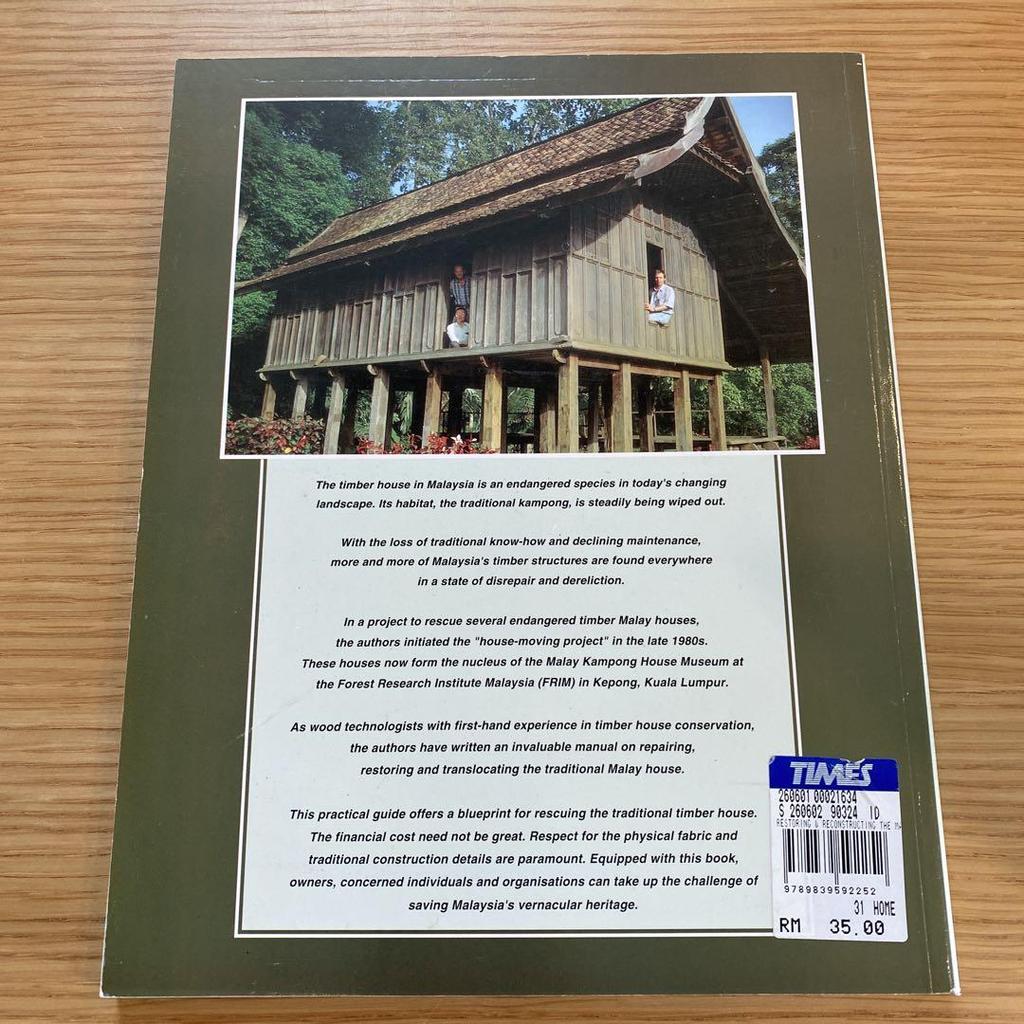 The timber house in Malaysia is an endangered species in today's changing
landscape. Its habitat, the traditional kampong, is steadily being wiped out.
With the loss of traditional know-how and declining maintenance,
more and more of Malaysia's timber structures are found everywhere
in a state of disrepair and dereliction.
In a project to rescue several endangered timber Malay houses,
the authors initiated the "house-moving project" in the late 1980s.
These houses now form the nucleus of the Malay Kampong House Museum at
the Forest Research Institute Malaysia (FRIM) in Kepong, Kuala Lumpur.
As wood technologists with first-hand experience in timber house conservation,
the authors have written an invaluable manual on repairing,
restoring and translocating the traditional Malay house.
This practical guide offers a blueprint for rescuing the traditional timber house.
The financial cost need not be great. Respect for the physical fabric and
traditional construction details are paramount. Equipped with this book,
owners, concerned individuals and organisations can take up the challenge of
saving Malaysia's vernacular heritage.
TIMES
260601 00021634
S 260602 90324 ID
RESTORING & RECONSTRUCTING THE
9789839592252
31 HOME
RM 35.00